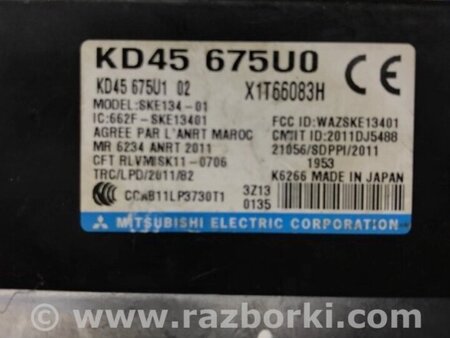 KD45 675U0
KD45 675U1 02 X1T66083H
MODEL:SKE134-01
IC:662F-SKE13401 FCC ID:WAZSKE13401
AGREE PAR L'ANRT MAROC CMIIT ID:2011DJ5488
MR 6234 ANRT 2011 21056/SDPPI/2011
CFT RLVMISK11-0706 1953
TRC/LPD/2011/82 K6266 MADE IN JAPAN
CCAB11LP3730T1 3Z13
0135
MITSUBISHI ELECTRIC CORPORATION
www.razborki.com